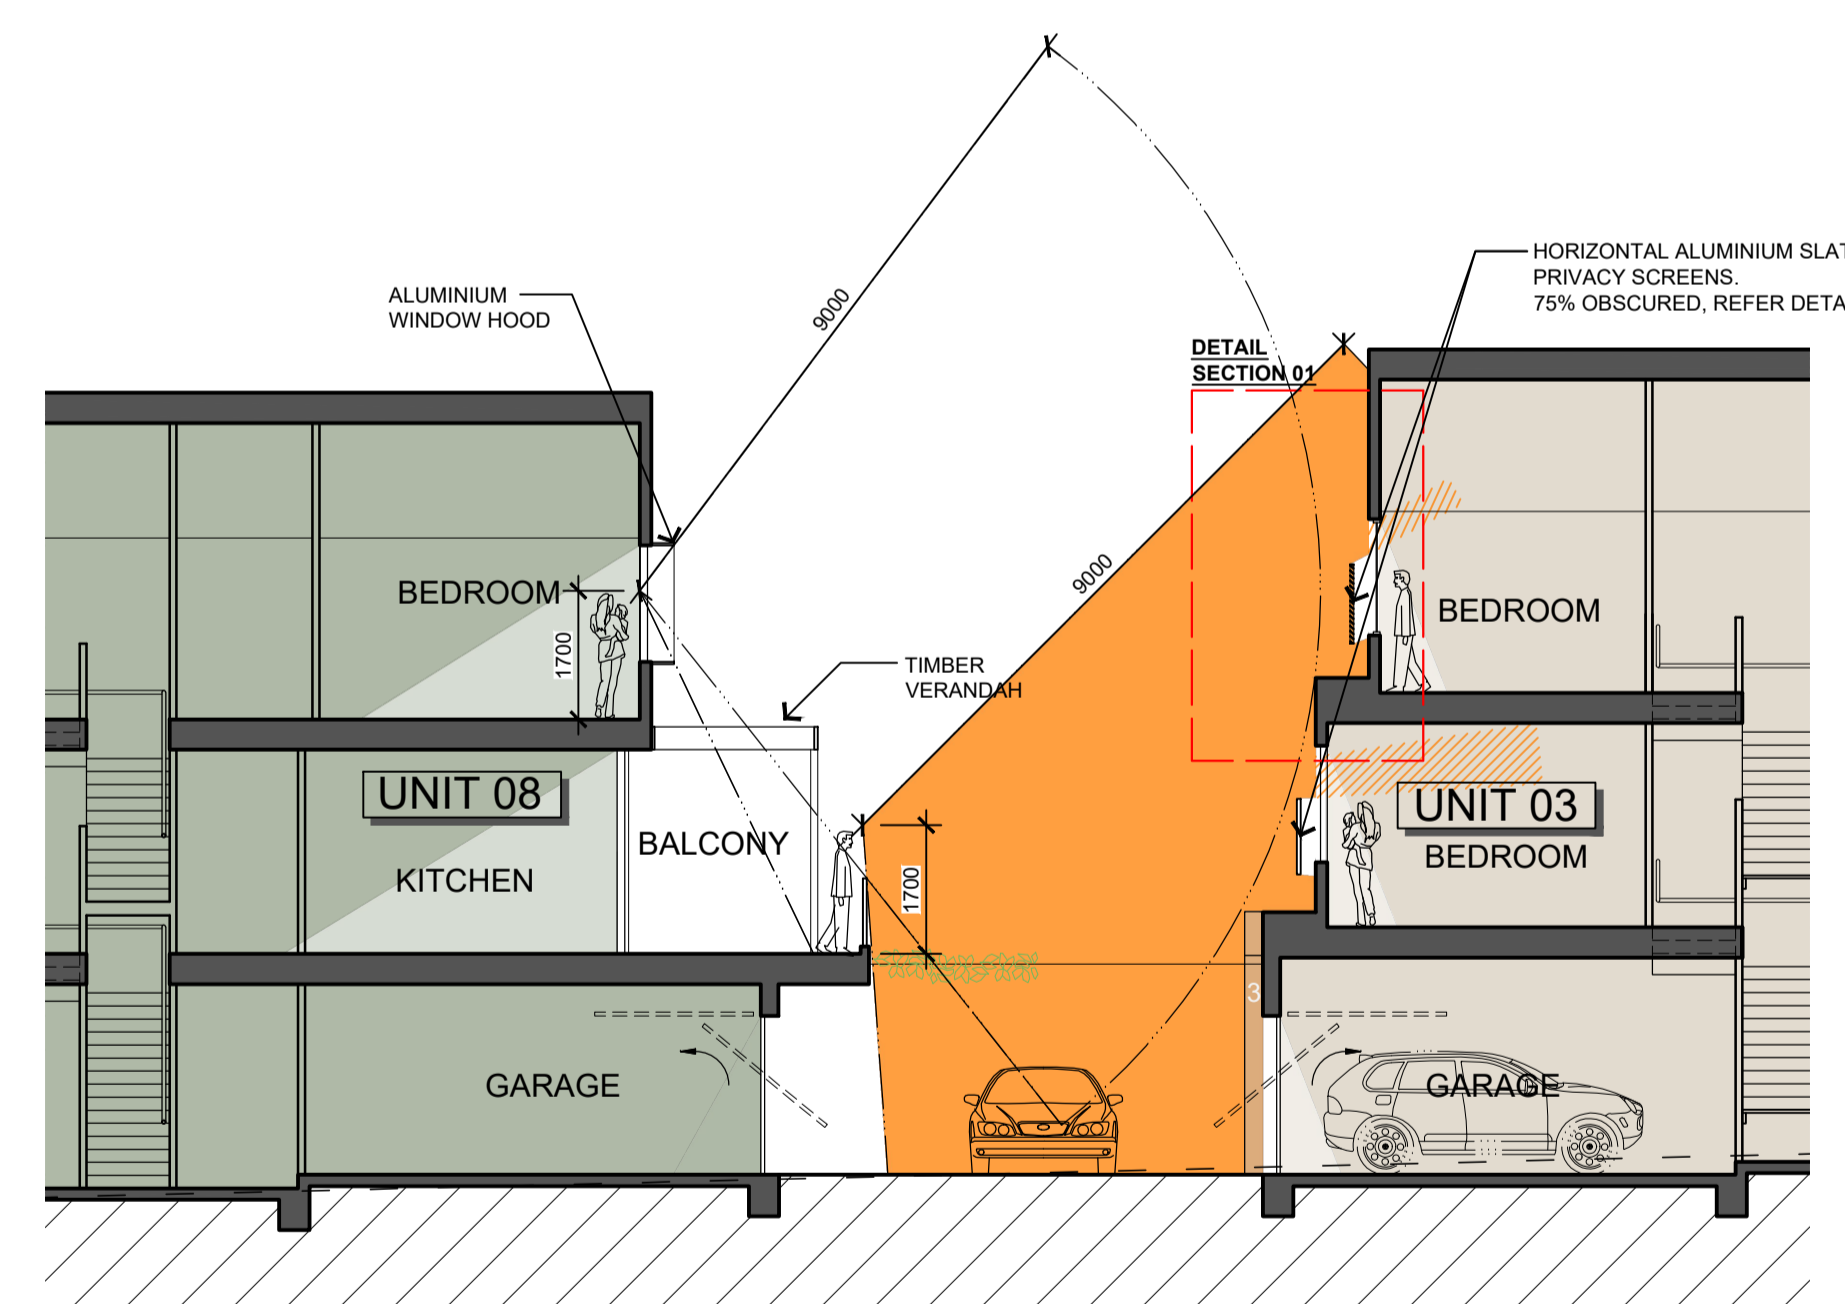 9000
HORIZONTAL ALUMINIUM SLAT
PRIVACY SCREENS.
75% OBSCURED, REFER DETA
ALUMINIUM
WINDOW HOOD
DETAIL
SECTION 01
9000
BEDROOM
1700
BEDROOM
TIMBER
VERANDAH
UNIT 08
BALCONY
KITCHEN
1700
UNIT 03
BEDROOM
3
GARAGE
GARAGE